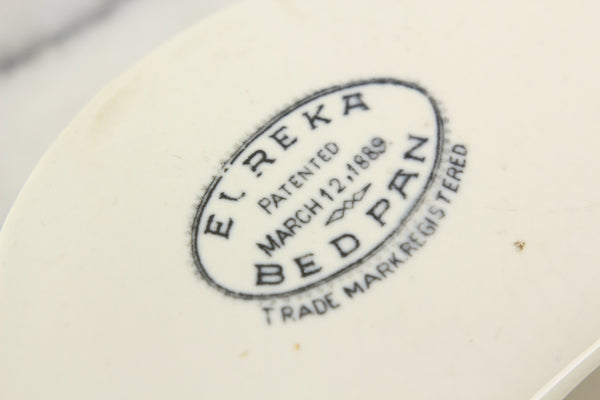 EUREKA
PATENTED
MARCH 12, 1889
BED PAN
TRADE MARK REGISTERED